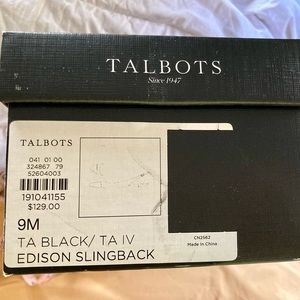 TALBOTS
Since 1947
TALBOTS
041 01 00
324867 79
52604003
191041155
$129.00
9M
TA BLACK/ TA IV
EDISON SLINGBACK
CN2562
Made in China